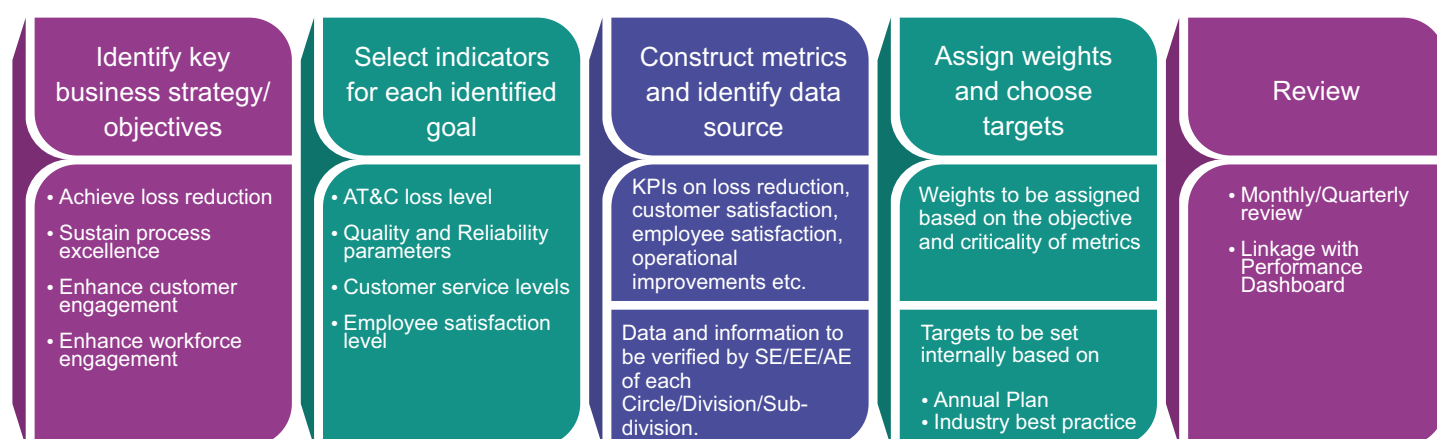 Identify key
business strategy/
objectives
• Achieve loss reduction
• Sustain process
excellence
• Enhance customer
engagement
• Enhance workforce
engagement
Select indicators
for each identified
goal
• AT&C loss level
• Quality and Reliability
parameters
• Customer service levels
• Employee satisfaction
level
Construct metrics
and identify data
source
KPIs on loss reduction,
customer satisfaction,
employee satisfaction,
operational
improvements etc.
Data and information to
be verified by SE/EE/AE
of each
Circle/Division/Sub-
division.
Assign weights
and choose
targets
Weights to be assigned
based on the objective
and criticality of metrics
Targets to be set
internally based on
• Annual Plan
• Industry best practice
Review
• Monthly/Quarterly
review
• Linkage with
Performance
Dashboard